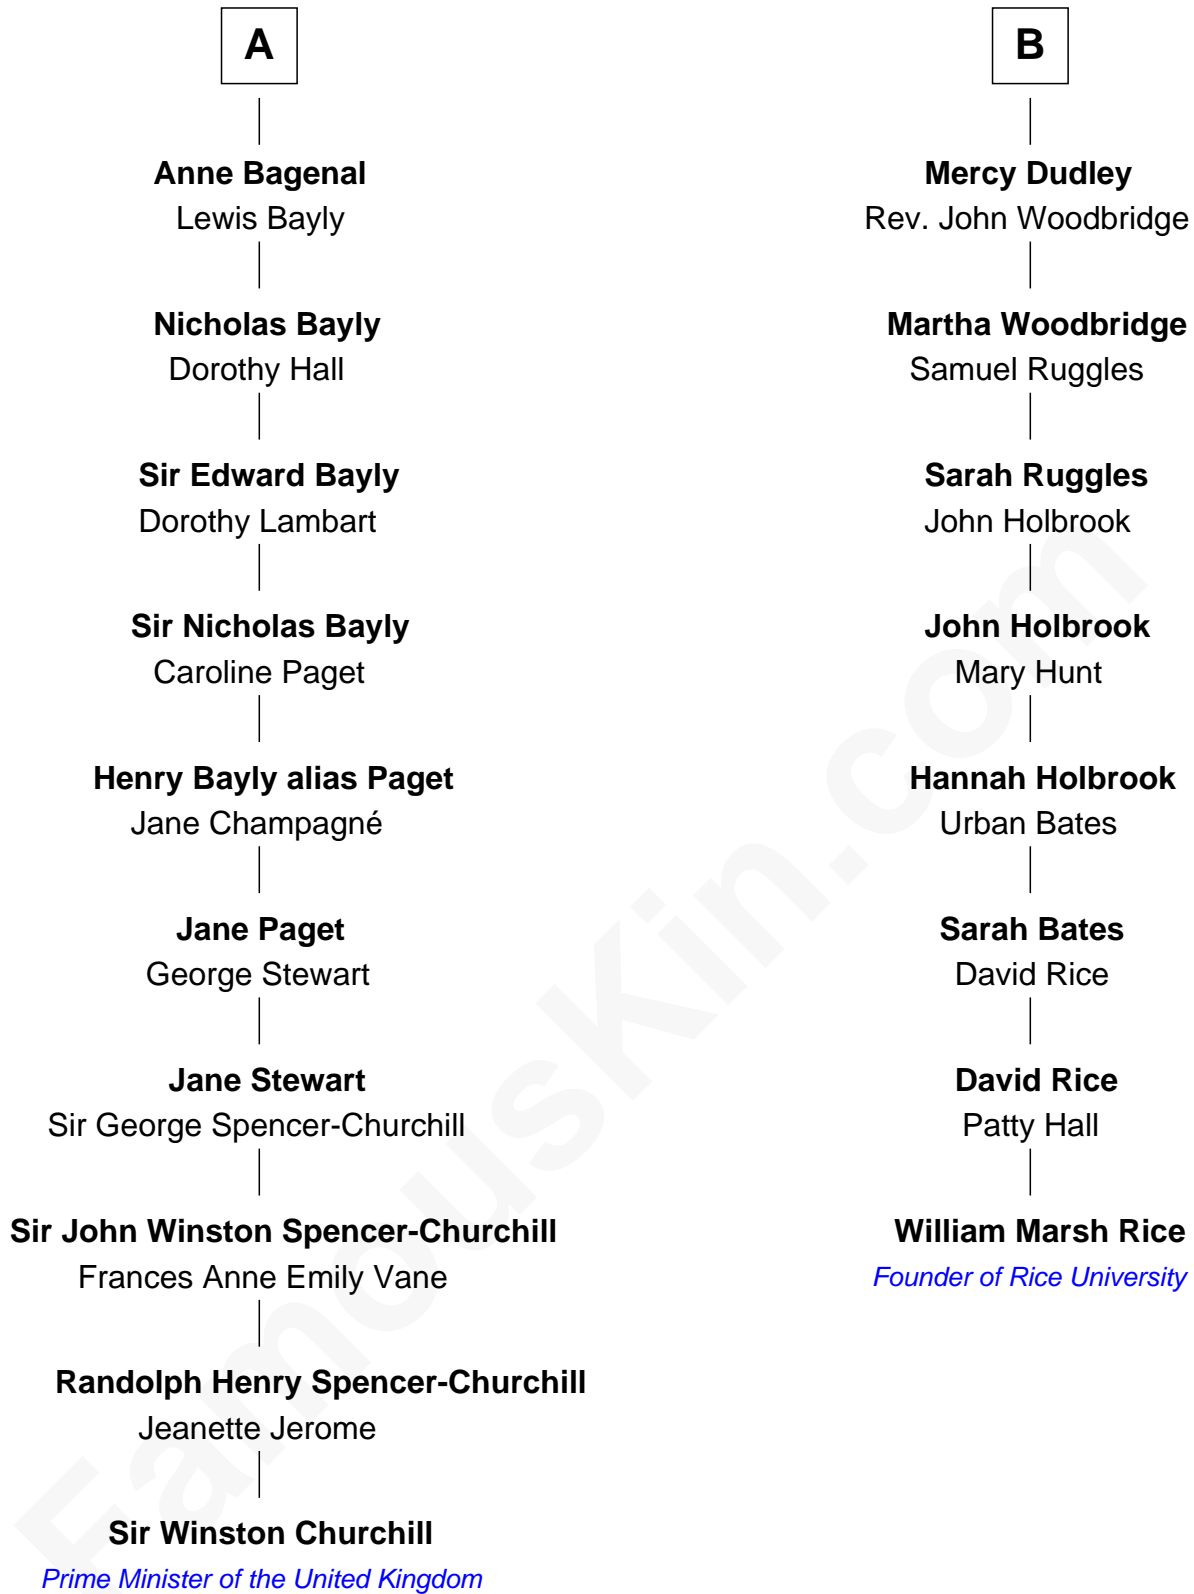 A
Anne Bagenal
Lewis Bayly
Nicholas Bayly
Dorothy Hall
Sir Edward Bayly
Dorothy Lambart
Sir Nicholas Bayly
Caroline Paget
Henry Bayly alias Paget
Jane Champagné
Jane Paget
George Stewart
Jane Stewart
Sir George Spencer-Churchill
Sir John Winston Spencer-Churchill
Frances Anne Emily Vane
Randolph Henry Spencer-Churchill
Jeanette Jerome
Sir Winston Churchill
Prime Minister of the United Kingdom
B
Mercy Dudley
Rev. John Woodbridge
Martha Woodbridge
Samuel Ruggles
Sarah Ruggles
John Holbrook
John Holbrook
Mary Hunt
Hannah Holbrook
Urban Bates
Sarah Bates
David Rice
David Rice
Patty Hall
William Marsh Rice
Founder of Rice University
FamousKin.com